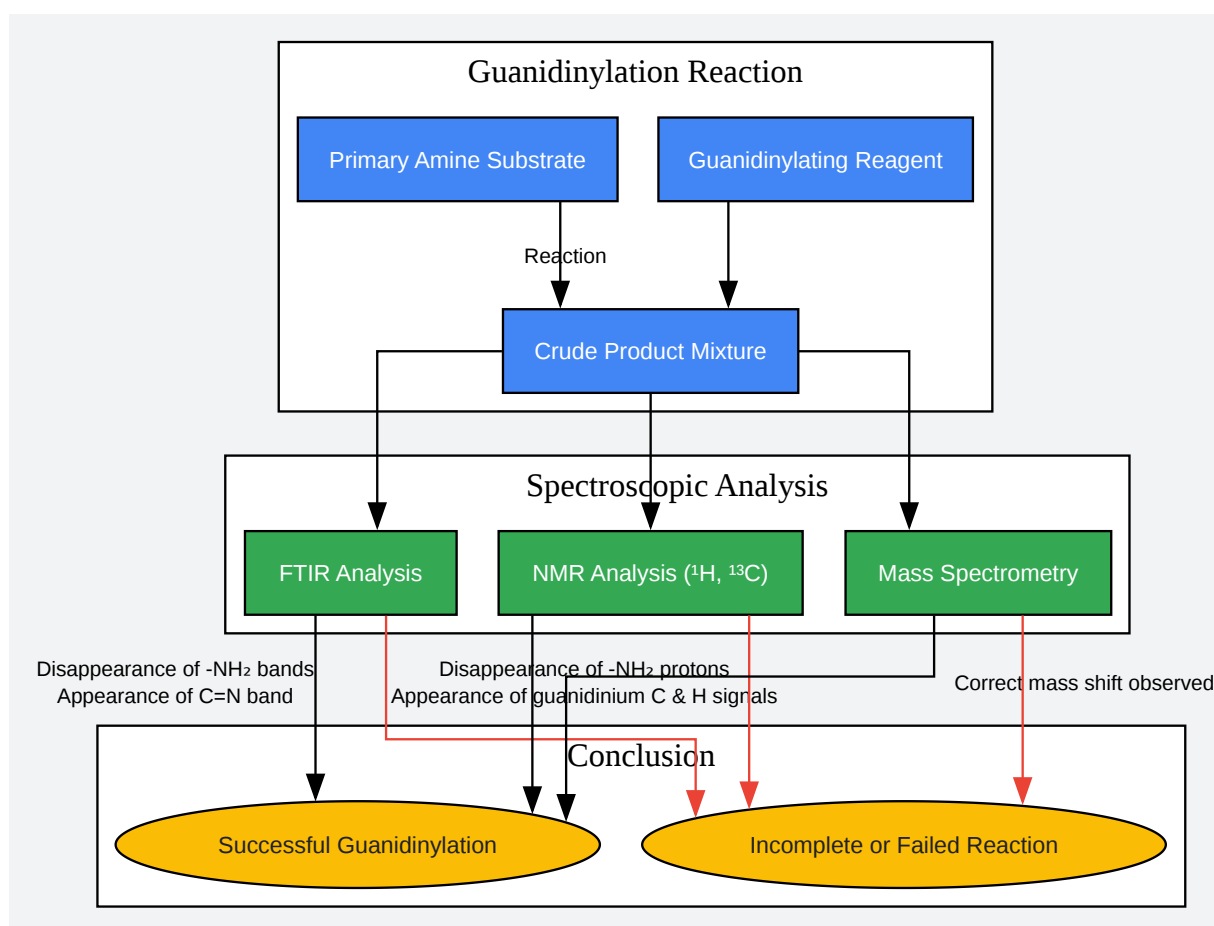 Guanidinylation Reaction
Primary Amine Substrate
Guanidinylating Reagent
Reaction
Crude Product Mixture
Spectroscopic Analysis
FTIR Analysis
NMR Analysis (¹H, ¹³C)
Mass Spectrometry
Disappearance of -NH₂ bands
Appearance of C=N band
Disappearance of -NH₂ protons
Appearance of guanidinium C & H signals
Correct mass shift observed
Conclusion
Successful Guanidinylation
Incomplete or Failed Reaction